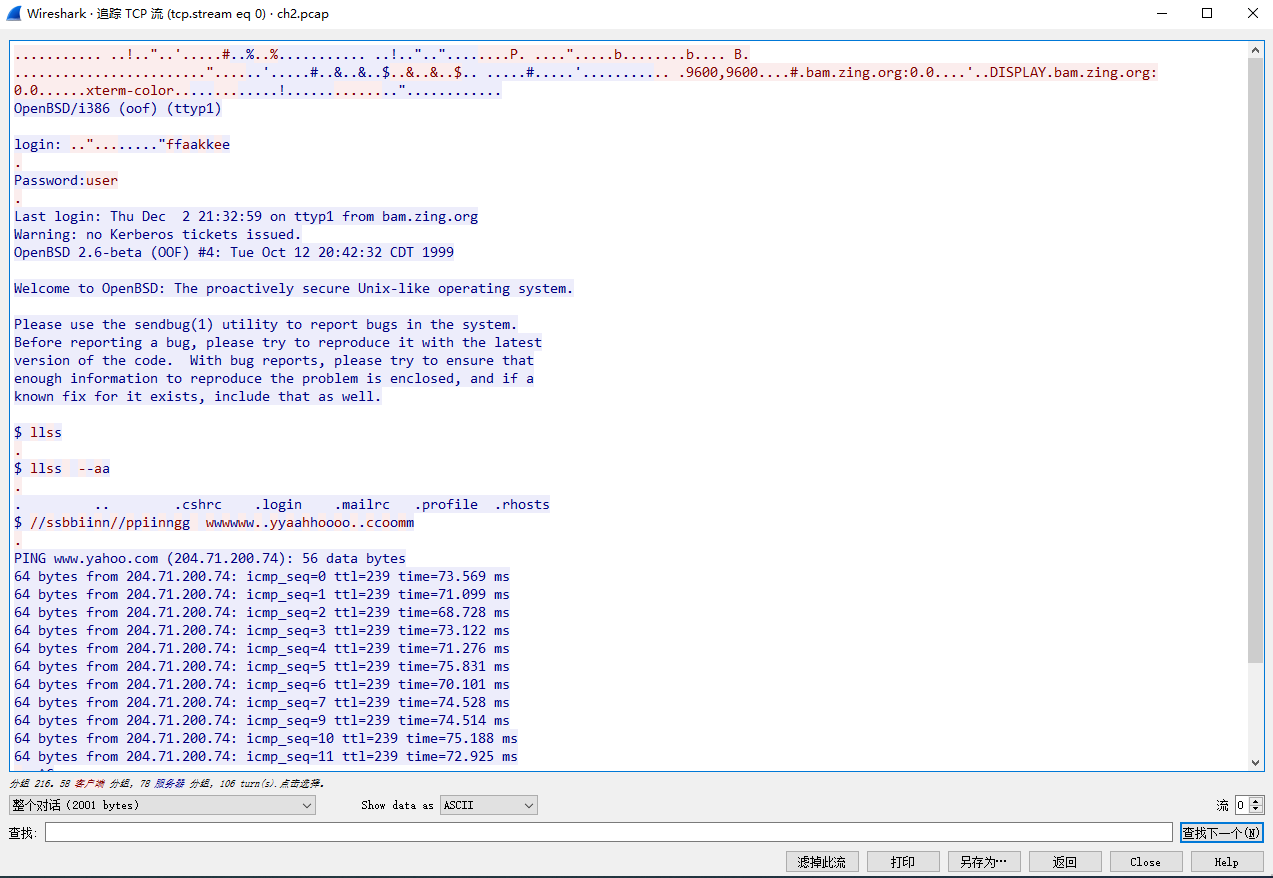 Wireshark · 追踪 TCP 流 (tcp.stream eq 0) · ch2.pcap
........... ..!.."..'.....#..%..%........... ..!..".."........P. .....".....b........b.... B.
........................"......'.....#..&..&..$..&..&..$.. .....#.....'........... .9600,9600....#.bam.zing.org:0.0....'..DISPLAY.bam.zing.org:
0.0......xterm-color.............!.............."............
OpenBSD/i386 (oof) (ttyp1)
login: .."........"ffaakkee
.
Password:user
.
Last login: Thu Dec  2 21:32:59 on ttyp1 from bam.zing.org
Warning: no Kerberos tickets issued.
OpenBSD 2.6-beta (OOF) #4: Tue Oct 12 20:42:32 CDT 1999
Welcome to OpenBSD: The proactively secure Unix-like operating system.
Please use the sendbug(1) utility to report bugs in the system.
Before reporting a bug, please try to reproduce it with the latest
version of the code.  With bug reports, please try to ensure that
enough information to reproduce the problem is enclosed, and if a
known fix for it exists, include that as well.
$ llss
.
$ llss  --aa
.
.         ..        .cshrc    .login    .mailrc   .profile  .rhosts
$ //ssbbiinn//ppiinngg  wwwwww..yyaahhoooo..ccoomm
.
PING www.yahoo.com (204.71.200.74): 56 data bytes
64 bytes from 204.71.200.74: icmp_seq=0 ttl=239 time=73.569 ms
64 bytes from 204.71.200.74: icmp_seq=1 ttl=239 time=71.099 ms
64 bytes from 204.71.200.74: icmp_seq=2 ttl=239 time=68.728 ms
64 bytes from 204.71.200.74: icmp_seq=3 ttl=239 time=73.122 ms
64 bytes from 204.71.200.74: icmp_seq=4 ttl=239 time=71.276 ms
64 bytes from 204.71.200.74: icmp_seq=5 ttl=239 time=75.831 ms
64 bytes from 204.71.200.74: icmp_seq=6 ttl=239 time=70.101 ms
64 bytes from 204.71.200.74: icmp_seq=7 ttl=239 time=74.528 ms
64 bytes from 204.71.200.74: icmp_seq=9 ttl=239 time=74.514 ms
64 bytes from 204.71.200.74: icmp_seq=10 ttl=239 time=75.188 ms
64 bytes from 204.71.200.74: icmp_seq=11 ttl=239 time=72.925 ms
分组 216. 58 客户端 分组, 78 服务器 分组, 106 turn(s).点击选择.
整个对话 (2001 bytes) Show data as ASCII 流 0
查找: 查找下一个(N)
滤掉此流 打印 另存为… 返回 Close Help